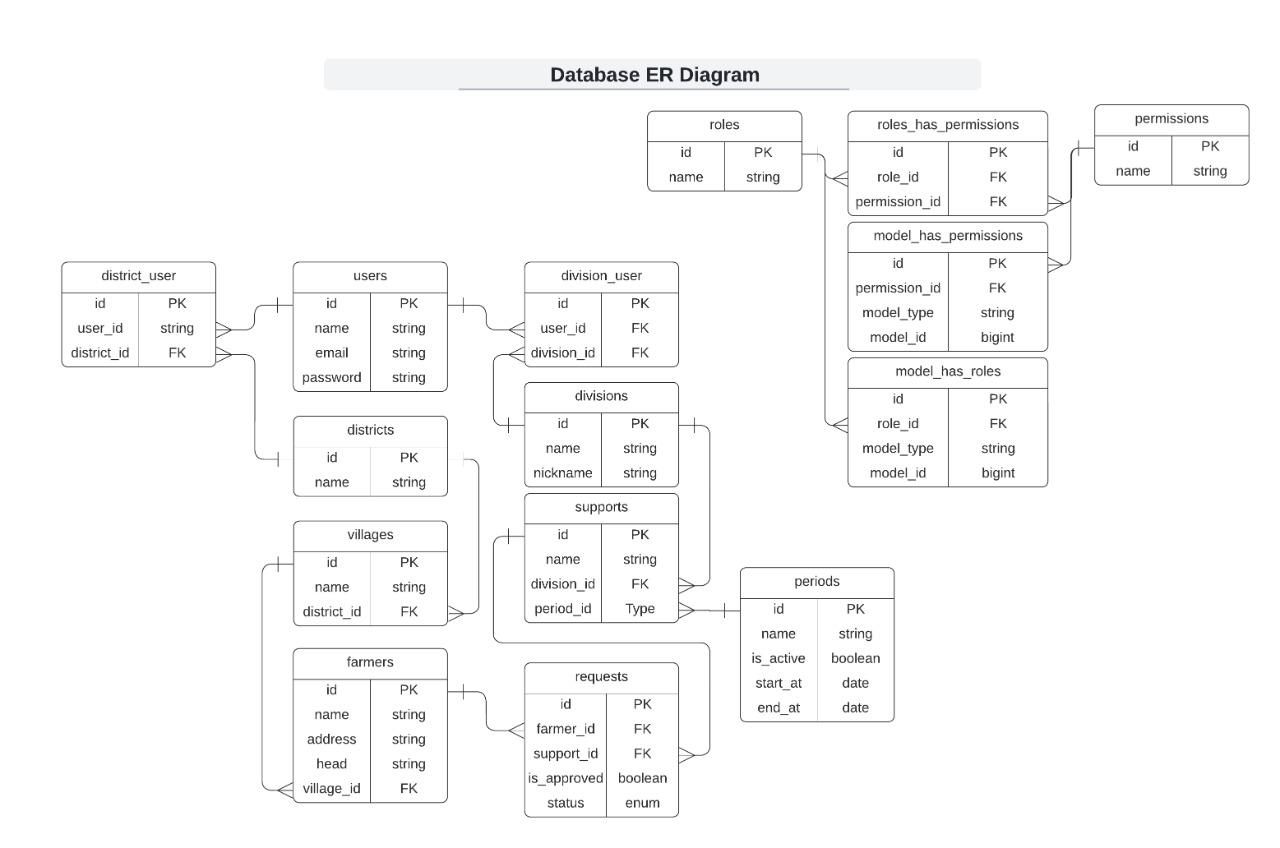 Database ER Diagram
roles
id PK
name string
roles_has_permissions
id PK
role_id FK
permission_id FK
permissions
id PK
name string
model_has_permissions
id PK
permission_id FK
model_type string
model_id bigint
model_has_roles
id PK
role_id FK
model_type string
model_id bigint
district_user
id PK
user_id string
district_id FK
users
id PK
name string
email string
password string
division_user
id PK
user_id FK
division_id FK
divisions
id PK
name string
nickname string
districts
id PK
name string
supports
id PK
name string
division_id FK
period_id Type
villages
id PK
name string
district_id FK
periods
id PK
name string
is_active boolean
start_at date
end_at date
farmers
id PK
name string
address string
head string
village_id FK
requests
id PK
farmer_id FK
support_id FK
is_approved boolean
status enum